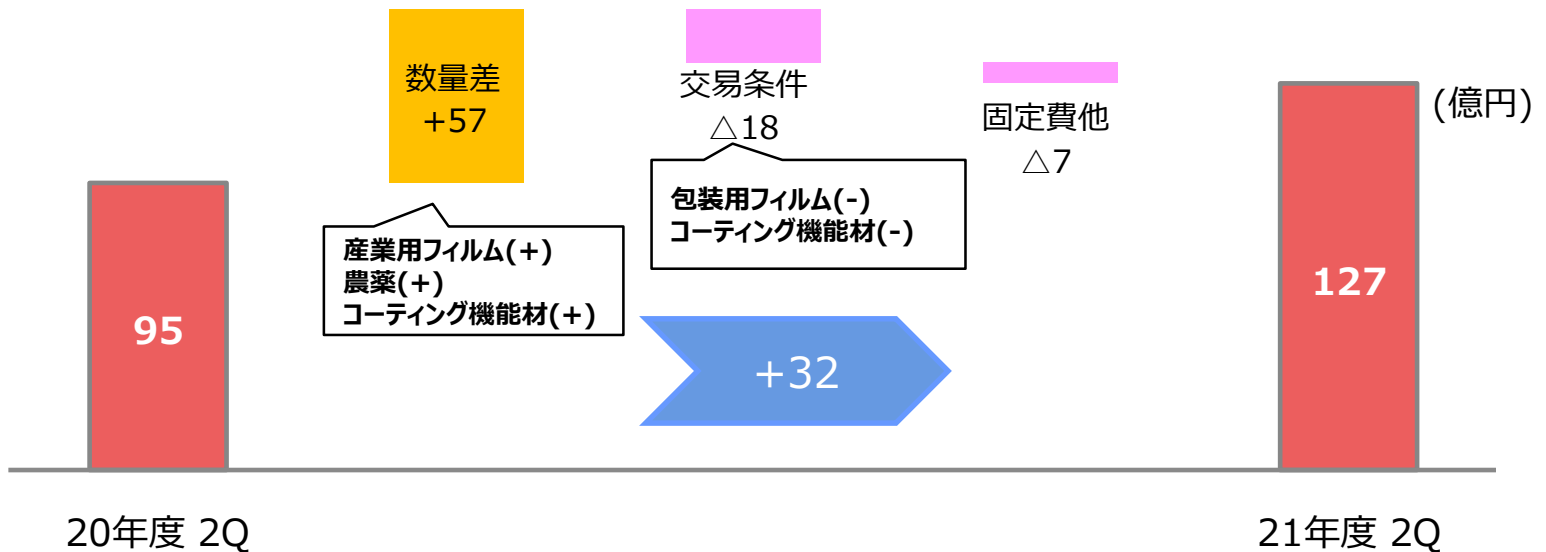 数量差
+57
交易条件
△18
固定費他
△7
(億円)
包装用フィルム(-)
コーティング機能材(-)
産業用フィルム(+)
農薬(+)
コーティング機能材(+)
95
+32
127
20年度 2Q
21年度 2Q